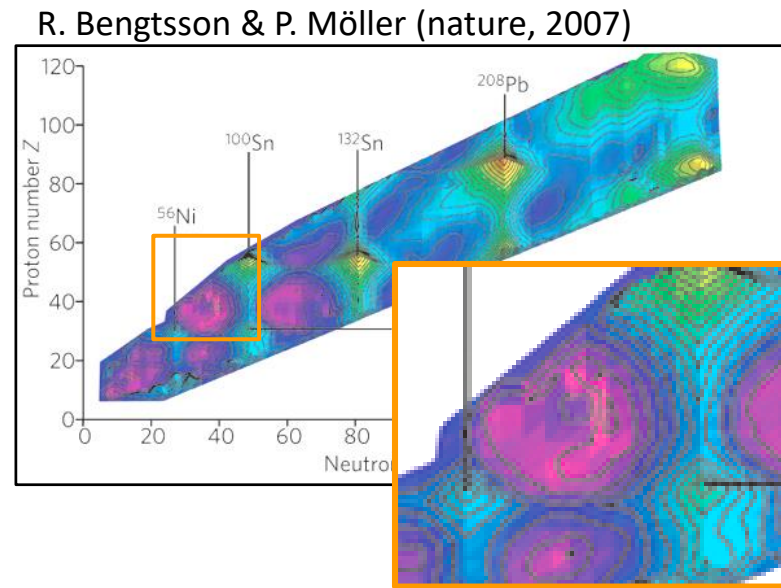 R. Bengtsson & P. Möller (nature, 2007)
120
100
80
60
40
20
0
Proton number Z
²⁰⁸Pb
¹⁰⁰Sn
¹³²Sn
⁵⁶Ni
0 20 40 60 80
Neutron